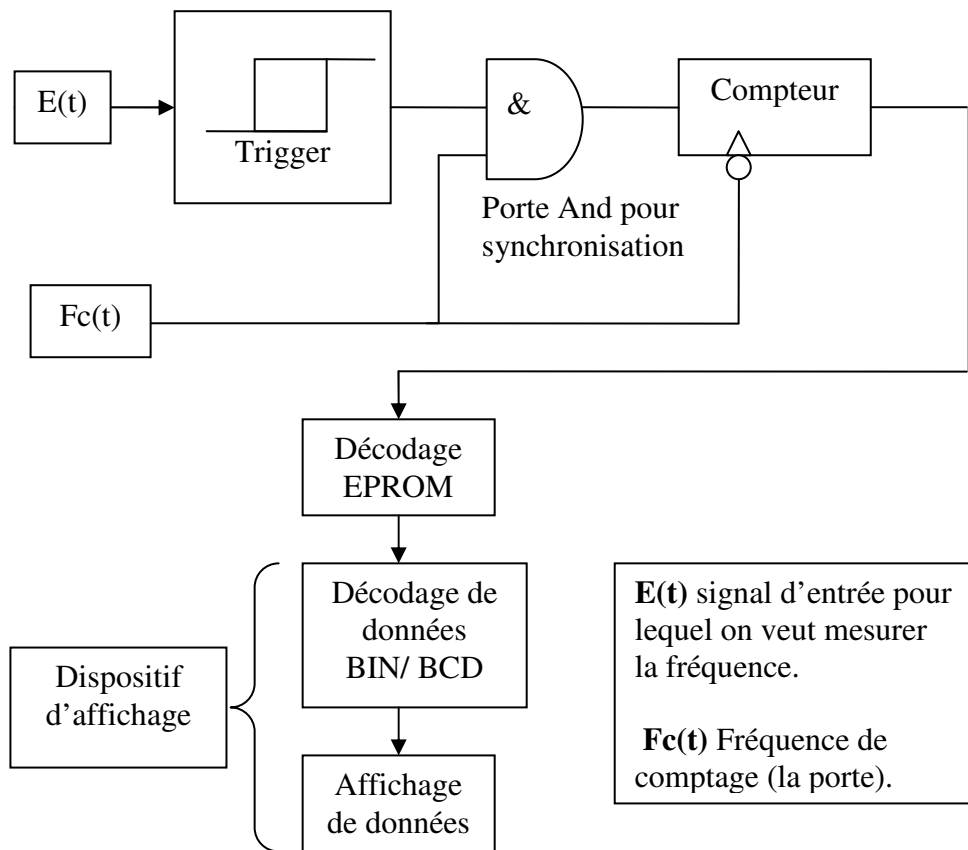 E(t)
Trigger
&
Compteur
Porte And pour
synchronisation
Fc(t)
Décodage
EPROM
Décodage de
données
BIN/ BCD
Dispositif
d’affichage
Affichage
de données
E(t) signal d’entrée pour
lequel on veut mesurer
la fréquence.
Fc(t) Fréquence de
comptage (la porte).